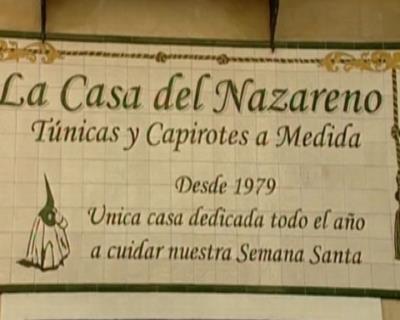 La Casa del Nazareno
Túnicas y Capirotes a Medida
Desde 1979
Unica casa dedicada todo el año
a cuidar nuestra Semana Santa